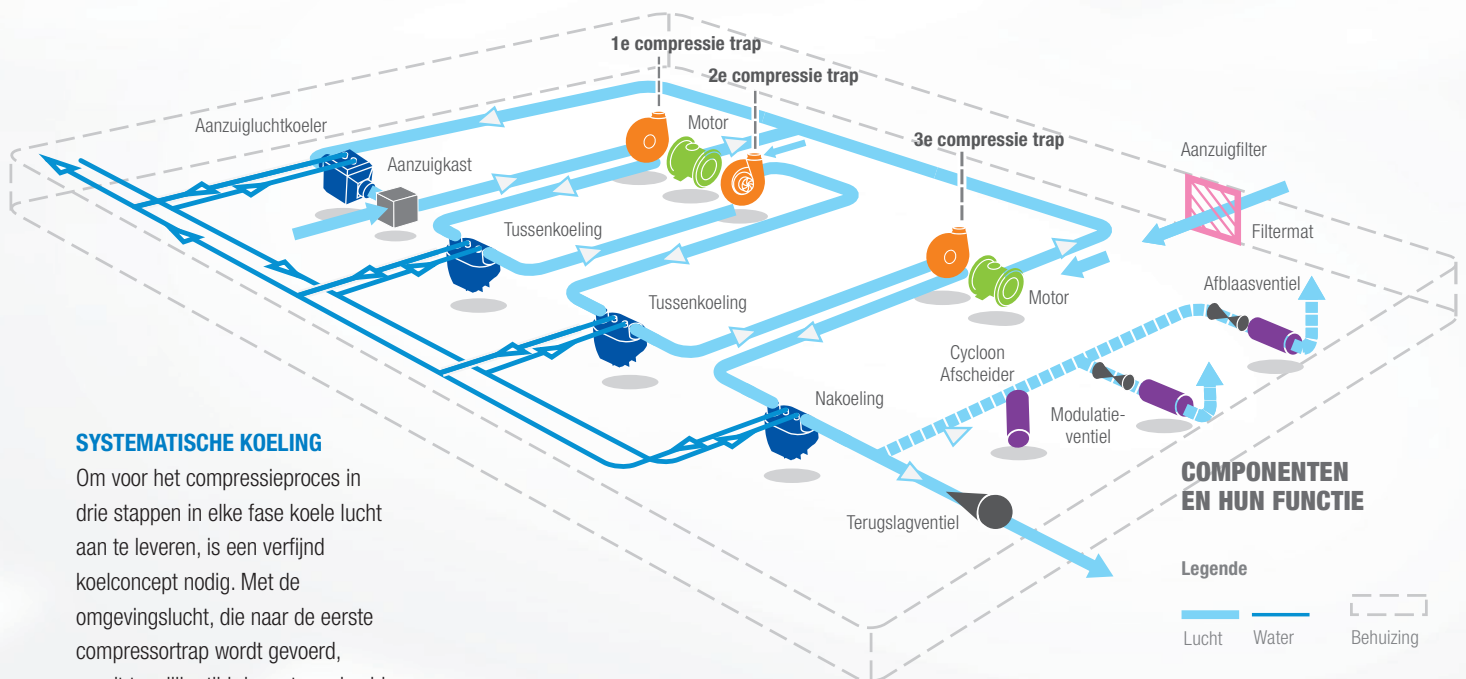 1e compressie trap
2e compressie trap
Aanzuigluchtkoeler
Motor
3e compressie trap
Aanzuigfilter
Aanzuigkast
Tussenkoeling
Filtermat
Afblaasventiel
Tussenkoeling
Motor
Cycloon
Afscheider
Nakoeling
Modulatie-
ventiel
SYSTEMATISCHE KOELING
Om voor het compressieproces in
drie stappen in elke fase koele lucht
aan te leveren, is een verfijnd
koelconcept nodig. Met de
omgevingslucht, die naar de eerste
compressortrap wordt gevoerd,
Terugslagventiel
COMPONENTEN
EN HUN FUNCTIE
Legende
Lucht
Water
Behuizing